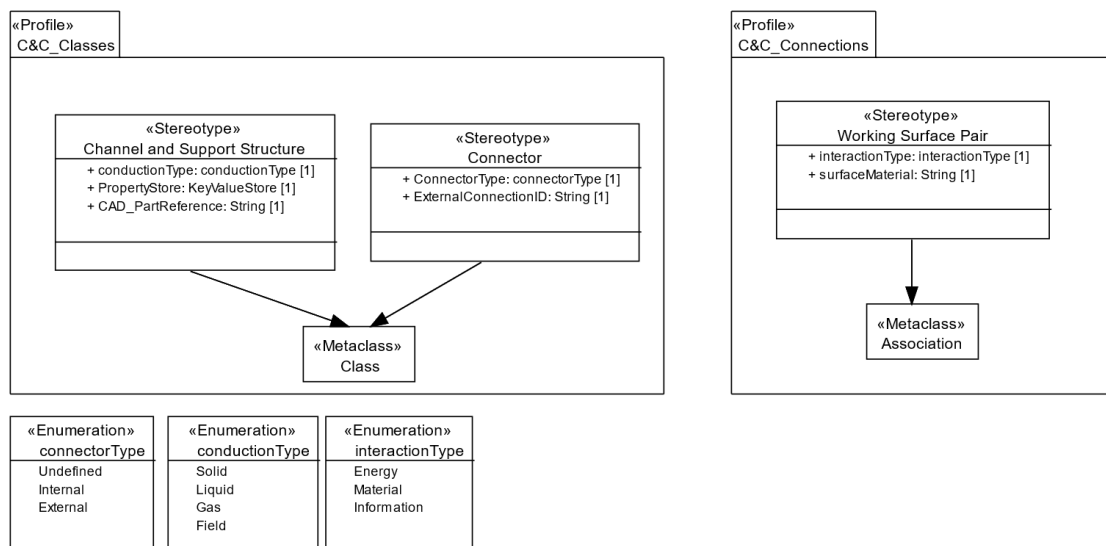 «Profile»
C&C_Classes
«Stereotype»
Channel and Support Structure
+ conductionType: conductionType [1]
+ PropertyStore: KeyValueStore [1]
+ CAD_PartReference: String [1]
«Stereotype»
Connector
+ ConnectorType: connectorType [1]
+ ExternalConnectionID: String [1]
«Metaclass»
Class
«Profile»
C&C_Connections
«Stereotype»
Working Surface Pair
+ interactionType: interactionType [1]
+ surfaceMaterial: String [1]
«Metaclass»
Association
«Enumeration»
connectorType
Undefined
Internal
External
«Enumeration»
conductionType
Solid
Liquid
Gas
Field
«Enumeration»
interactionType
Energy
Material
Information